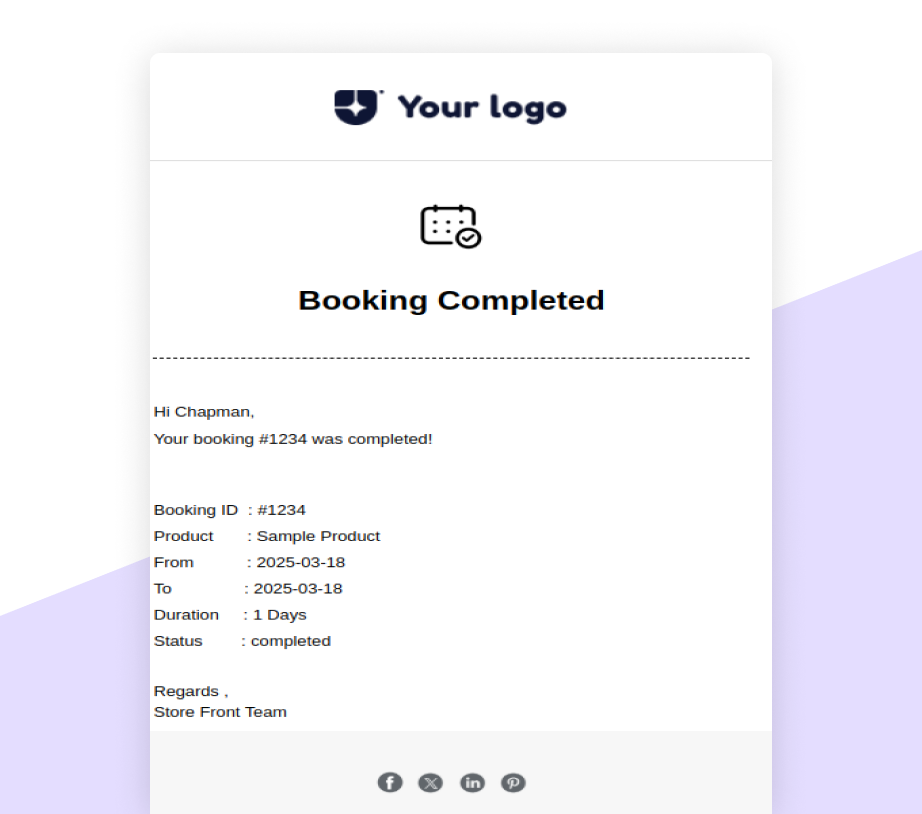 Your logo
Booking Completed
Hi Chapman,
Your booking #1234 was completed!
Booking ID : #1234
Product : Sample Product
From : 2025-03-18
To : 2025-03-18
Duration : 1 Days
Status : completed
Regards ,
Store Front Team